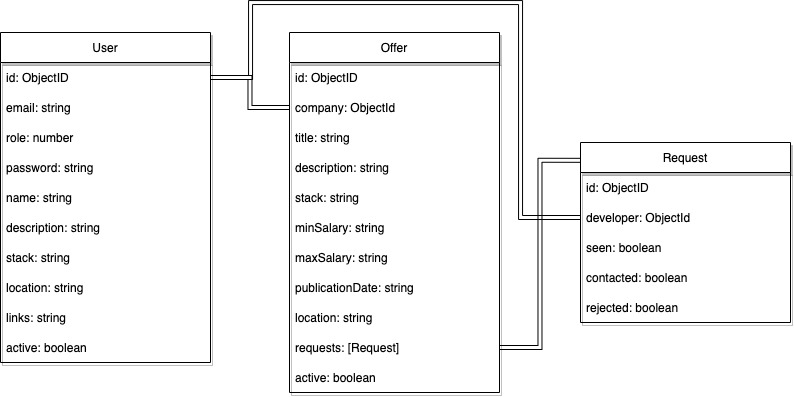 User
id: ObjectID
email: string
role: number
password: string
name: string
description: string
stack: string
location: string
links: string
active: boolean
Offer
id: ObjectID
company: ObjectId
title: string
description: string
stack: string
minSalary: string
maxSalary: string
publicationDate: string
location: string
requests: [Request]
active: boolean
Request
id: ObjectID
developer: ObjectId
seen: boolean
contacted: boolean
rejected: boolean